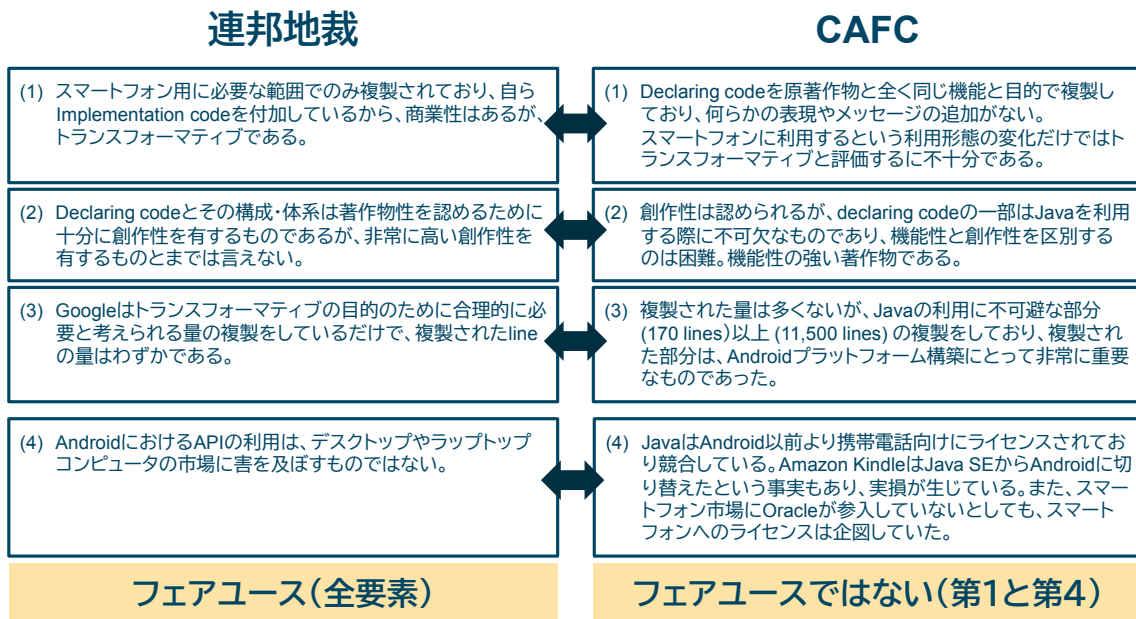 連邦地裁
CAFC
(1) スマートフォン用に必要な範囲でのみ複製されており、自ら
Implementation codeを付加しているから、商業性はあるが、
トランスフォーマティブである。
(1) Declaring codeを原著作物と全く同じ機能と目的で複製し
ており、何らかの表現やメッセージの追加がない。
スマートフォンに利用するという利用形態の変化だけではト
ランスフォーマティブと評価するに不十分である。
(2) Declaring codeとその構成・体系は著作物性を認めるために
十分に創作性を有するものであるが、非常に高い創作性を
有するものとまでは言えない。
(2) 創作性は認められるが、declaring codeの一部はJavaを利用
する際に不可欠なものであり、機能性と創作性を区別する
のは困難。機能性の強い著作物である。
(3) Googleはトランスフォーマティブの目的のために合理的に必
要と考えられる量の複製をしているだけで、複製されたline
の量はわずかである。
(3) 複製された量は多くないが、Javaの利用に不可避な部分
(170 lines)以上 (11,500 lines) の複製をしており、複製され
た部分は、Androidプラットフォーム構築にとって非常に重要
なものであった。
(4) AndroidにおけるAPIの利用は、デスクトップやラップトップ
コンピュータの市場に害を及ぼすものではない。
(4) JavaはAndroid以前より携帯電話向けにライセンスされてお
り競合している。Amazon KindleはJava SEからAndroidに切
り替えたという事実もあり、実損が生じている。また、スマー
トフォン市場にOracleが参入していないとしても、スマート
フォンへのライセンスは企図していた。
フェアユース(全要素)
フェアユースではない(第1と第4)